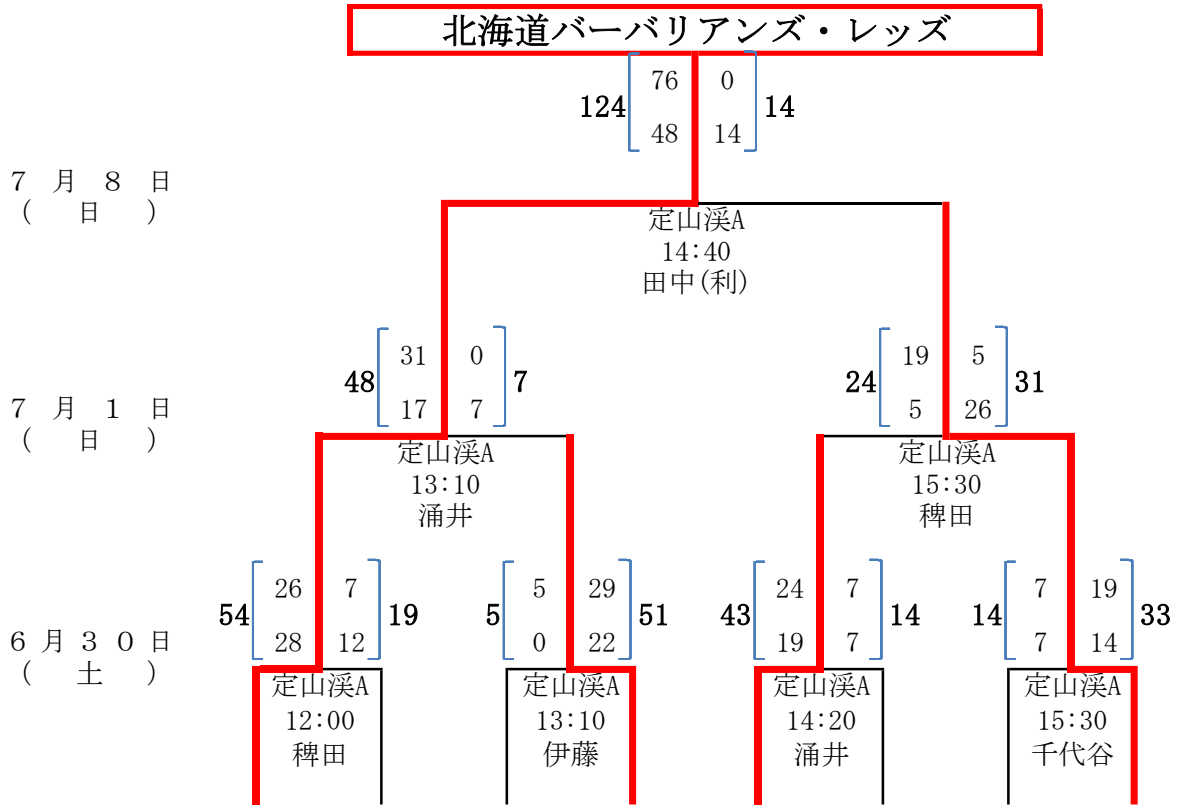 北海道バーバリアンズ・レッズ
76 0
124 14
48 14
７月８日
(日)
定山渓A
14:40
田中(利)
31 0 19 5
48 7 24 31
17 7 5 26
７月１日
(日)
定山渓A 定山渓A
13:10 15:30
涌井 稗田
26 7 5 29 24 7 7 19
54 19 5 51 43 14 14 33
28 12 0 22 19 7 7 14
６月３０日
(土)
定山渓A 定山渓A 定山渓A 定山渓A
12:00 13:10 14:20 15:30
稗田 伊藤 涌井 千代谷